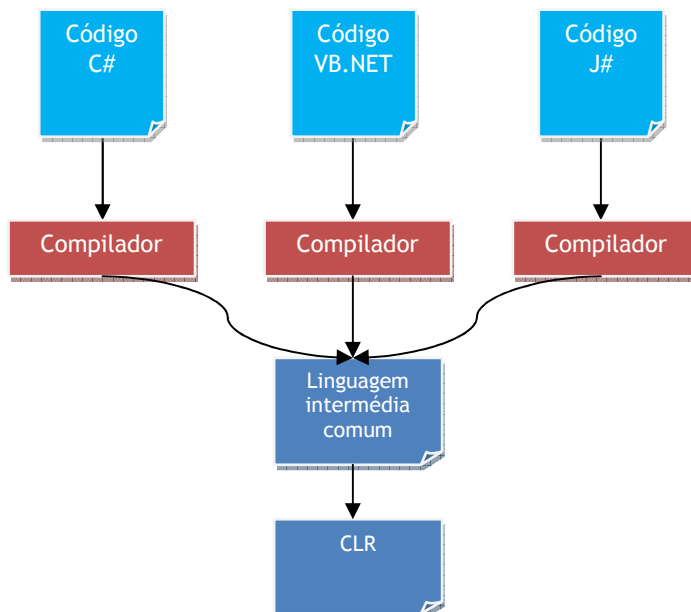 Código
C#
Código
VB.NET
Código
J#
Compilador
Compilador
Compilador
Linguagem
intermédia
comum
CLR